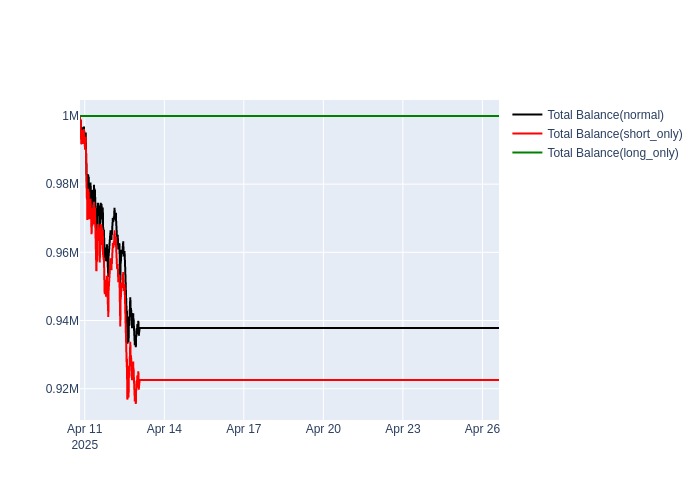 1M
0.98M
0.96M
0.94M
0.92M
Apr 11
2025
Apr 14
Apr 17
Apr 20
Apr 23
Apr 26
Total Balance(normal)
Total Balance(short_only)
Total Balance(long_only)